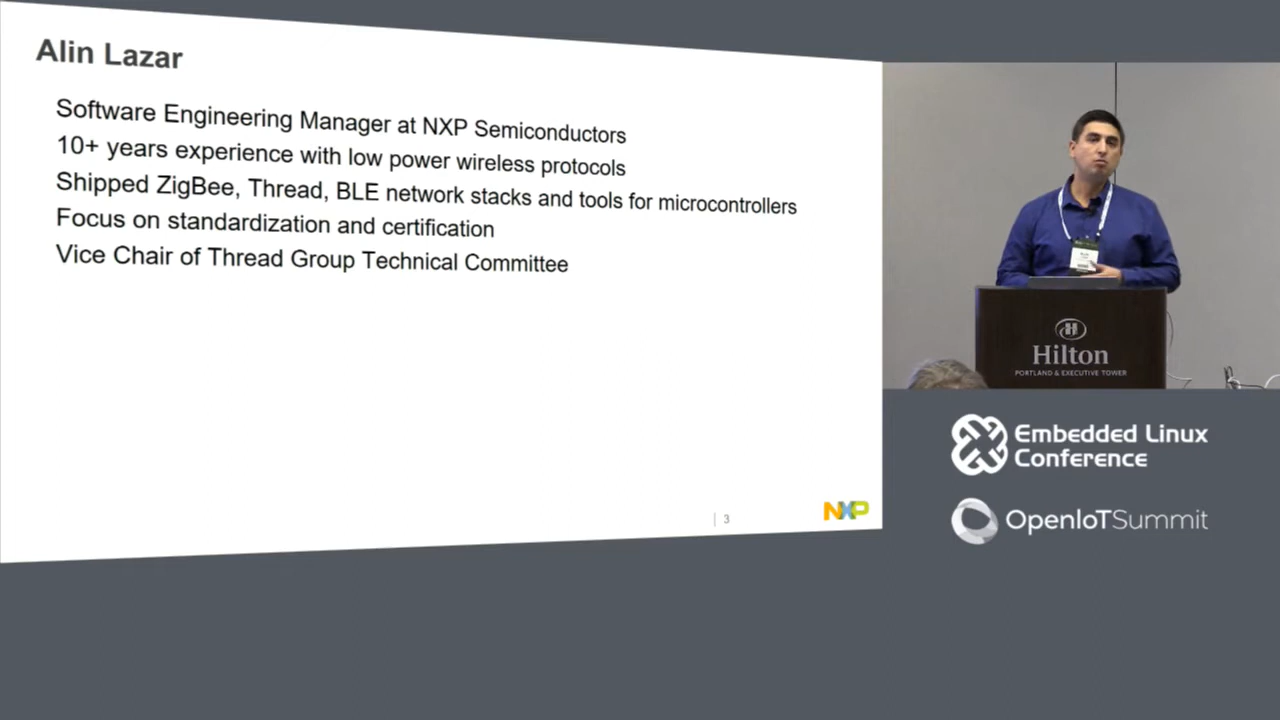 Alin Lazar
Software Engineering Manager at NXP Semiconductors
10+ years experience with low power wireless protocols
Shipped ZigBee, Thread, BLE network stacks and tools for microcontrollers
Focus on standardization and certification
Vice Chair of Thread Group Technical Committee
3
NXP
Hilton
PORTLAND & EXECUTIVE TOWER
Embedded Linux
Conference
OpenIoTSummit